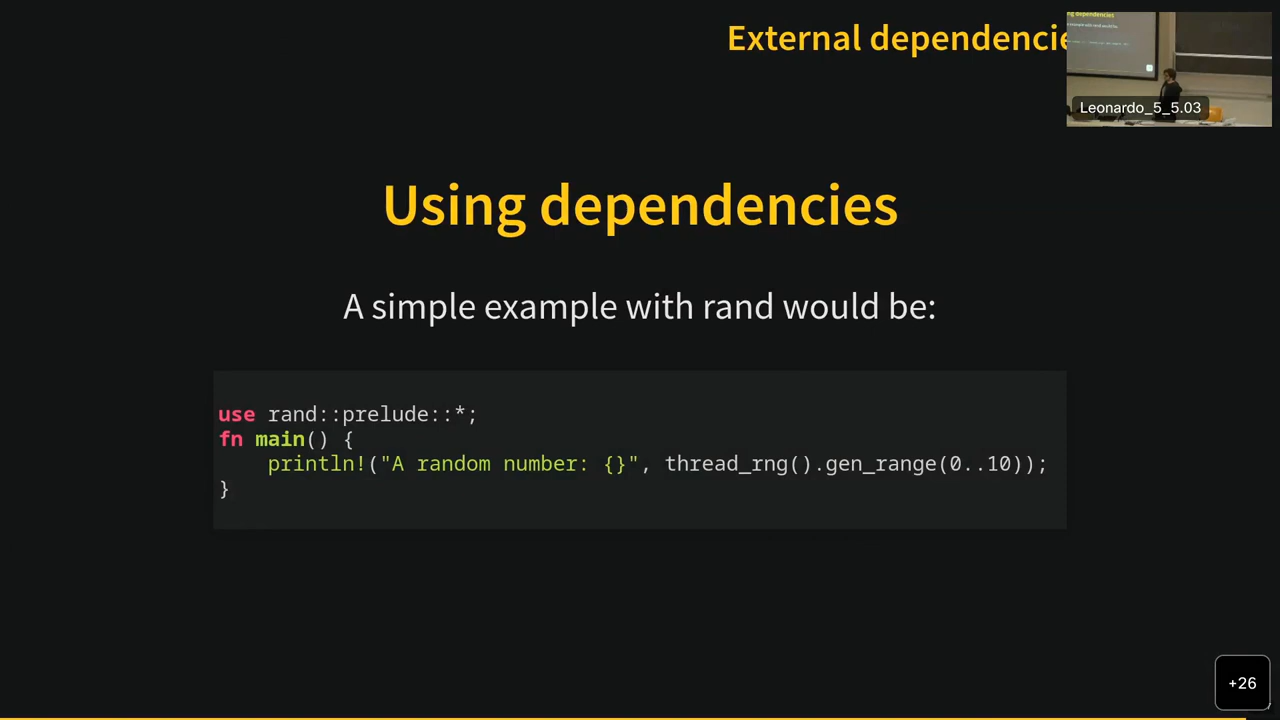 External dependencie
Leonardo_5_5.03
Using dependencies
A simple example with rand would be:
use rand::prelude::*;
fn main() {
    println!("A random number: {}", thread_rng().gen_range(0..10));
}
+26